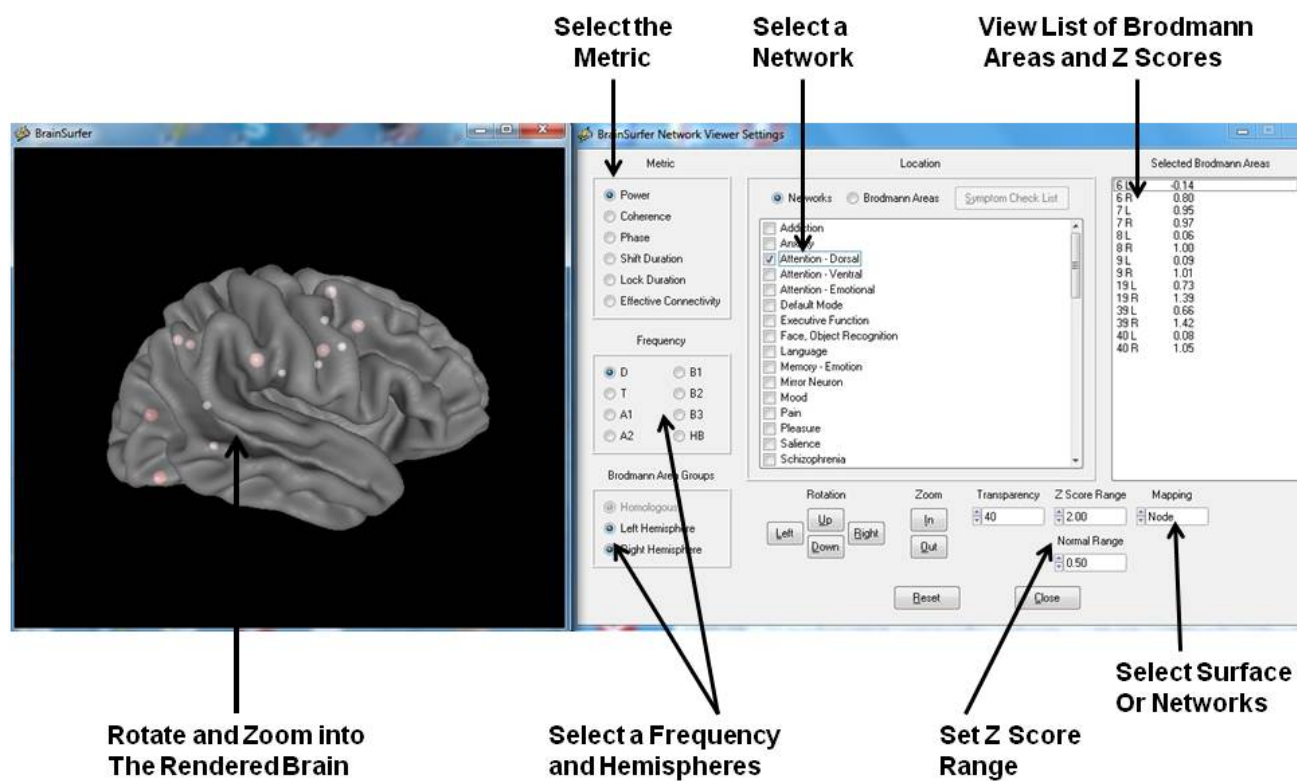 Select the
Metric
Select a
Network
View List of Brodmann
Areas and Z Scores
BrainSurfer
BrainSurfer Network Viewer Settings
Metric
Power
Coherence
Phase
Shift Duration
Lock Duration
Effective Connectivity
Frequency
D B1
T B2
A1 B3
A2 HB
Brodmann Area Groups
Homologous
Left Hemisphere
Right Hemisphere
Location
Networks Brodmann Areas Symptom Check List
Addiction
Anxiety
Attention - Dorsal
Attention - Ventral
Attention - Emotional
Default Mode
Executive Function
Face, Object Recognition
Language
Memory - Emotion
Mirror Neuron
Mood
Pain
Pleasure
Salience
Schizophrenia
Selected Brodmann Areas
6 L -0.14
6 R 0.80
7 L 0.95
7 R 0.97
8 L 0.06
8 R 1.00
9 L 0.09
9 R 1.01
19 L 0.73
19 R 1.39
39 L 0.66
39 R 1.42
40 L 0.08
40 R 1.05
Rotation Zoom Transparency Z Score Range Mapping
Up In 40 2.00 Node
Left Right
Down Out Normal Range
0.50
Reset Close
Rotate and Zoom into
The Rendered Brain
Select a Frequency
and Hemispheres
Set Z Score
Range
Select Surface
Or Networks